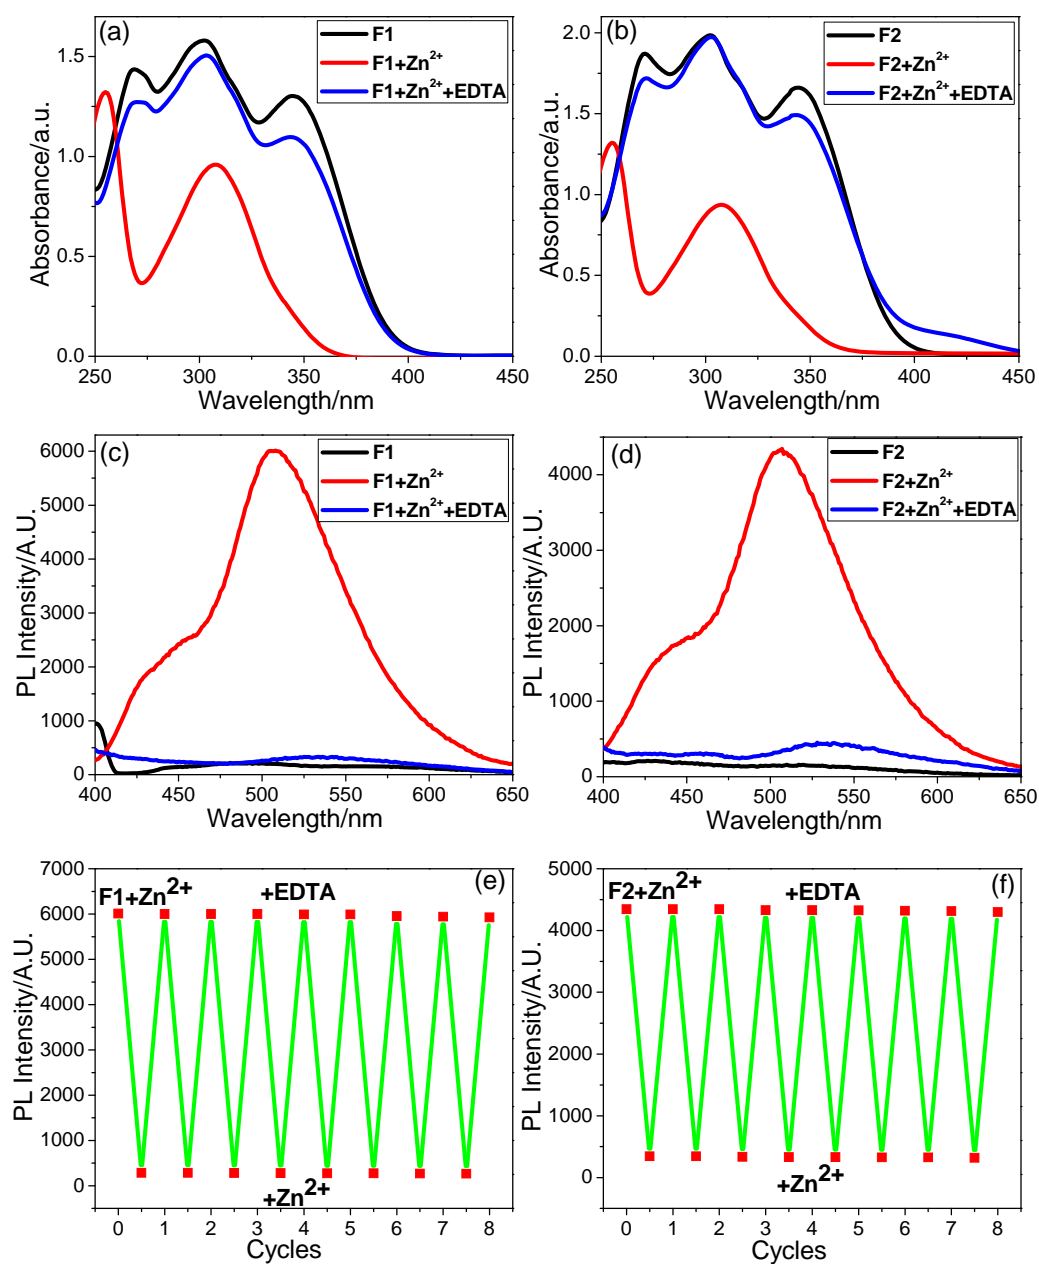 (a)
F1
F1+Zn²⁺
F1+Zn²⁺+EDTA
1.5
1.0
0.5
0.0
Absorbance/a.u.
250 300 350 400 450
Wavelength/nm
(b)
F2
F2+Zn²⁺
F2+Zn²⁺+EDTA
2.0
1.5
1.0
0.5
0.0
Absorbance/a.u.
250 300 350 400 450
Wavelength/nm
(c)
F1
F1+Zn²⁺
F1+Zn²⁺+EDTA
6000
5000
4000
3000
2000
1000
0
PL Intensity/A.U.
400 450 500 550 600 650
Wavelength/nm
(d)
F2
F2+Zn²⁺
F2+Zn²⁺+EDTA
4000
3000
2000
1000
0
PL Intensity/A.U.
400 450 500 550 600 650
Wavelength/nm
(e)
F1+Zn²⁺
+EDTA
+Zn²⁺
7000
6000
5000
4000
3000
2000
1000
0
PL Intensity/A.U.
0 1 2 3 4 5 6 7 8
Cycles
(f)
F2+Zn²⁺
+EDTA
+Zn²⁺
5000
4000
3000
2000
1000
0
PL Intensity/A.U.
0 1 2 3 4 5 6 7 8
Cycles